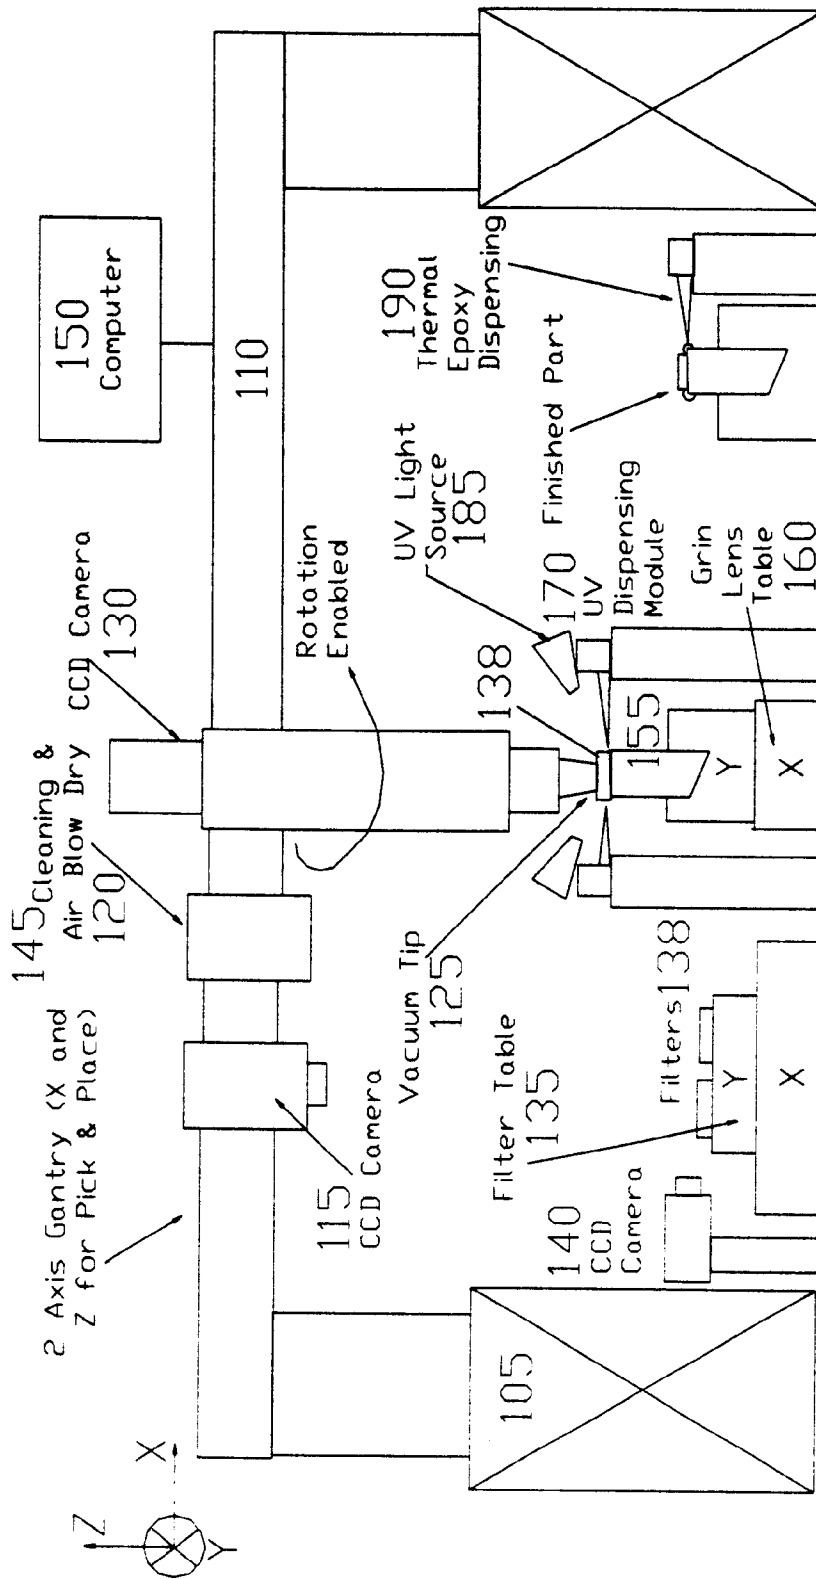 150
Computer
110
CCD Camera
130
145 Cleaning &
Air Blow Dry
120
2 Axis Gantry (X and
Z for Pick & Place)
Z
X
Y
115
CCD Camera
Rotation
Enabled
Vacuum Tip
125
138
155
Y
X
UV Light
Source
185
170
UV
Dispensing
Module
Grin
Lens
Table
160
190
Thermal
Epoxy
Dispensing
Finished Part
Filter Table
135
Filters 138
Y
X
140
CCD
Camera
105